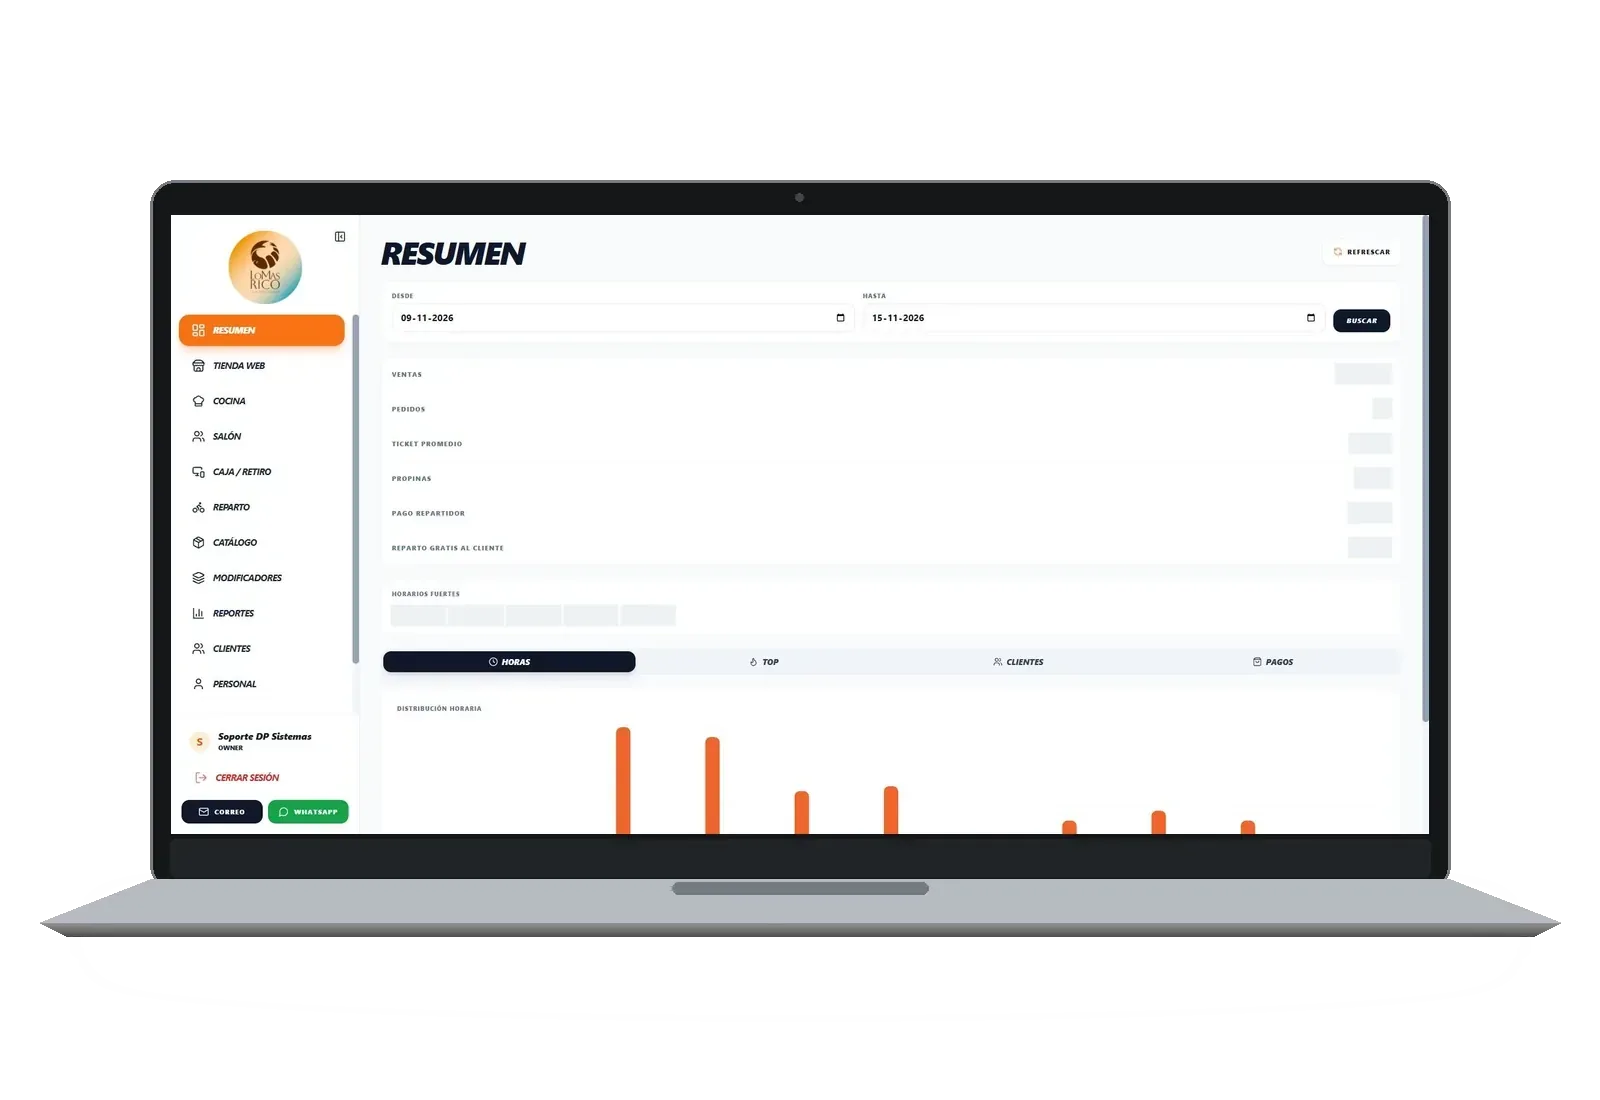 LOMAS
RICO
RESUMEN
TIENDA WEB
COCINA
SALÓN
CAJA / RETIRO
REPARTO
CATÁLOGO
MODIFICADORES
REPORTES
CLIENTES
PERSONAL
S
Soporte DP Sistemas
OWNER
CERRAR SESIÓN
CORREO
WHATSAPP
RESUMEN
REFRESCAR
DESDE
09-11-2026
HASTA
15-11-2026
BUSCAR
VENTAS
PEDIDOS
TICKET PROMEDIO
PROPINAS
PAGO REPARTIDOR
REPARTO GRATIS AL CLIENTE
HORARIOS FUERTES
HORAS
TOP
CLIENTES
PAGOS
DISTRIBUCIÓN HORARIA